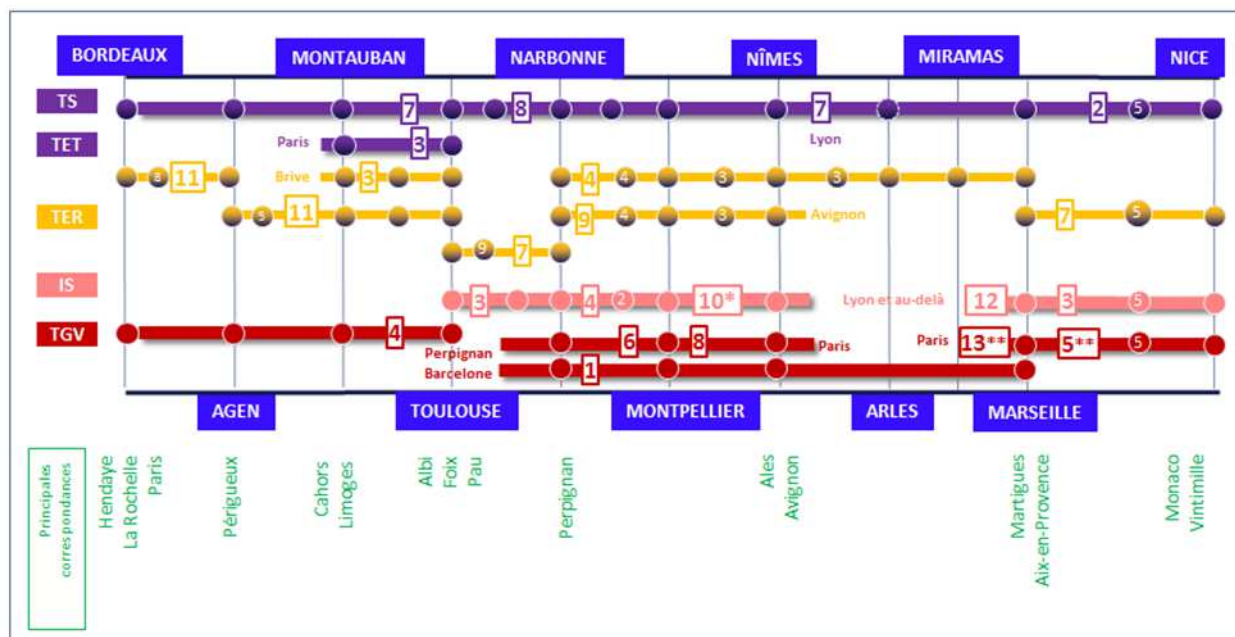 BORDEAUX MONTAUBAN NARBONNE NÎMES MIRAMAS NICE
TS 7 8 7 2 5
Lyon
TET Paris 3
8 11 Brive 3 4 4 3 3
TER 5 11 9 4 3 Avignon 7 5
9 7
IS 3 4 2 10* Lyon et au-delà 12 3 5
TGV 4 6 8 Paris Paris 13** 5** 5
Perpignan
Barcelone 1
AGEN TOULOUSE MONTPELLIER ARLES MARSEILLE
Principales
correspondances
Hendaye
La Rochelle
Paris
Périgueux
Cahors
Limoges
Albi
Foix
Pau
Perpignan
Ales
Avignon
Martigues
Aix-en-Provence
Monaco
Vintimille